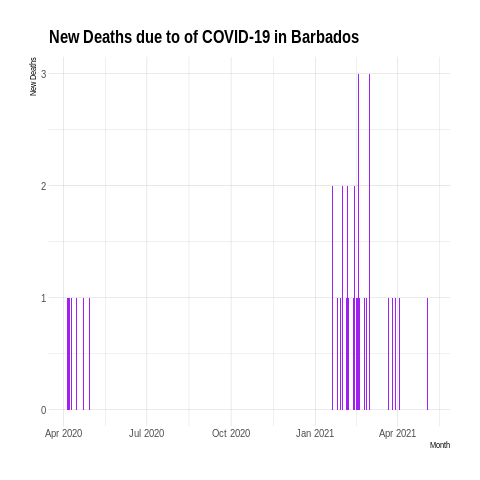 New Deaths due to of COVID-19 in Barbados
New Deaths
3
2
1
0
Apr 2020 Jul 2020 Oct 2020 Jan 2021 Apr 2021
Month